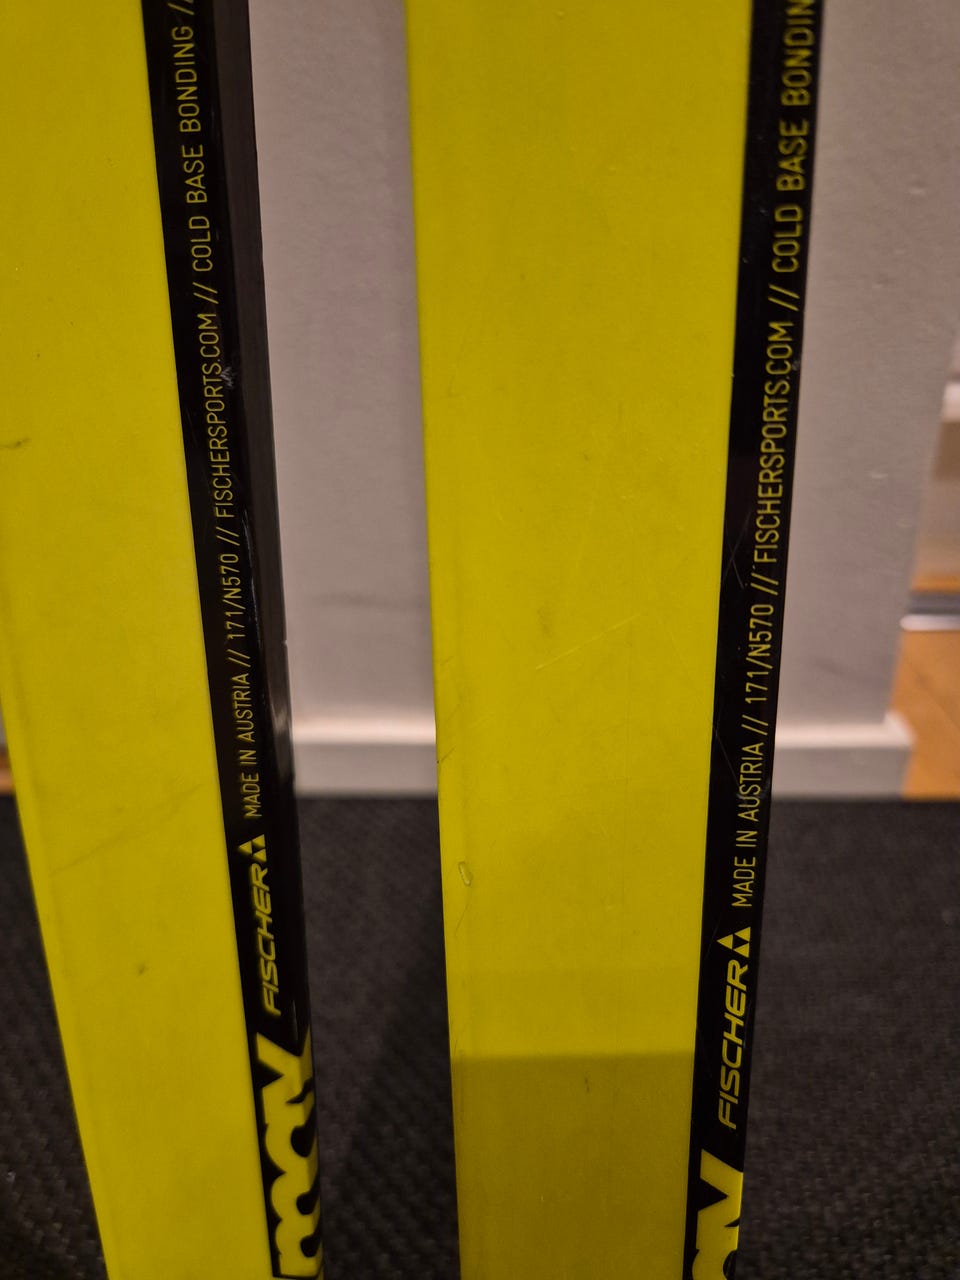 FISCHER MADE IN AUSTRIA // 171/N570 // FISCHERSPORTS.COM // COLD BASE BONDING //
FISCHER MADE IN AUSTRIA // 171/N570 // FISCHERSPORTS.COM // COLD BASE